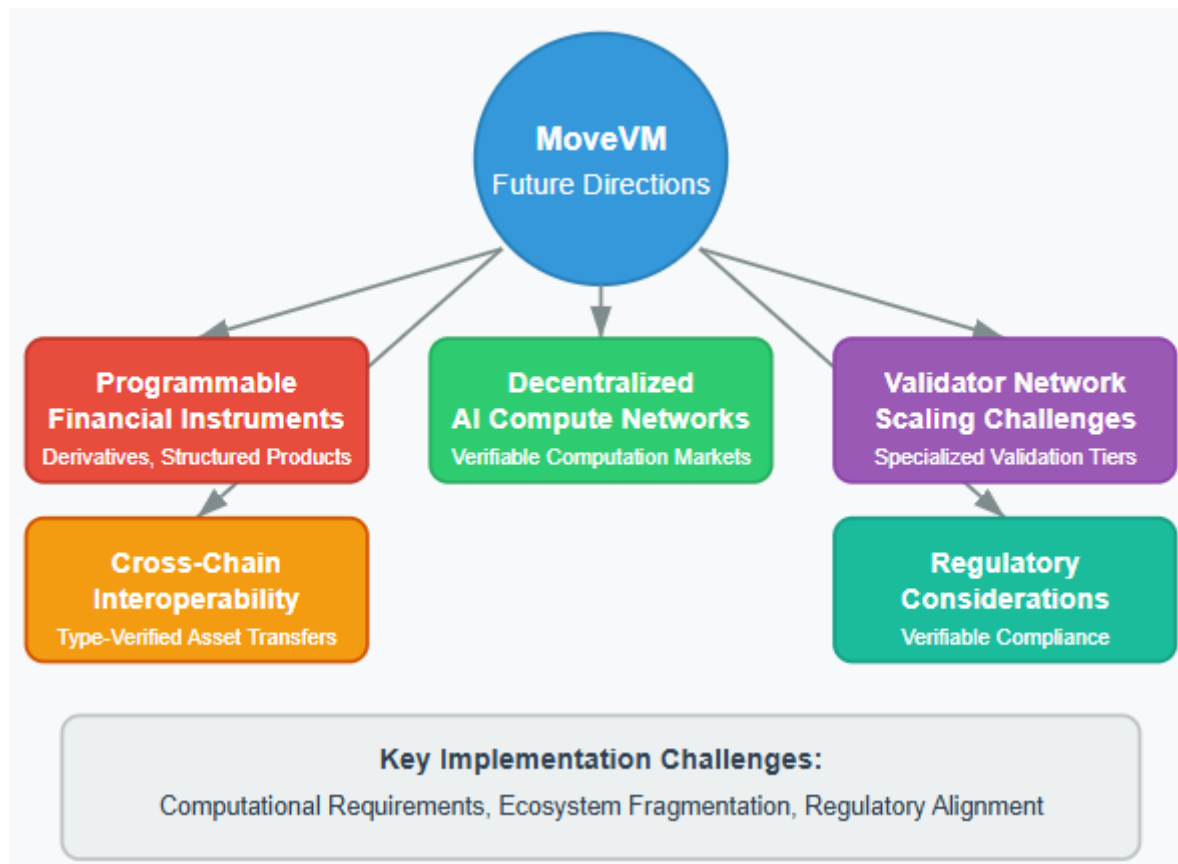 MoveVM
Future Directions
Programmable
Financial Instruments
Derivatives, Structured Products
Decentralized
AI Compute Networks
Verifiable Computation Markets
Validator Network
Scaling Challenges
Specialized Validation Tiers
Cross-Chain
Interoperability
Type-Verified Asset Transfers
Regulatory
Considerations
Verifiable Compliance
Key Implementation Challenges:
Computational Requirements, Ecosystem Fragmentation, Regulatory Alignment